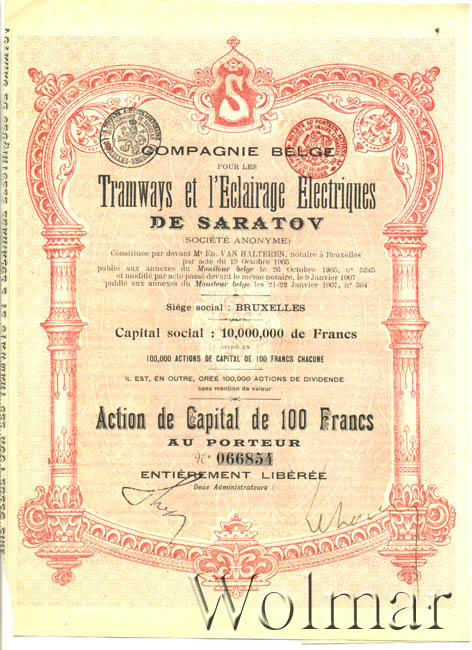 S
COMPAGNIE BELGE
POUR LES
Tramways et l'Eclairage Electriques
DE SARATOV
(SOCIÉTÉ ANONYME)
Constituée par devant Me ED. VAN HALTEREN, notaire à Bruxelles
par acte du 19 Octobre 1905
publié aux annexes du Moniteur belge le 26 Octobre 1905, n° 5245
et modifié par acte passé devant le même notaire, le 9 Janvier 1907
publié aux annexes du Moniteur belge les 21-22 Janvier 1907, n° 304
Siège social : BRUXELLES
Capital social : 10,000,000 de Francs
DIVISÉ EN
100,000 ACTIONS DE CAPITAL DE 100 FRANCS CHACUNE
IL EST, EN OUTRE, CRÉÉ 100,000 ACTIONS DE DIVIDENDE
sans mention de valeur
Action de Capital de 100 Francs
AU PORTEUR
No 066854
ENTIÈREMENT LIBÉRÉE
Deux Administrateurs :
Wolmar